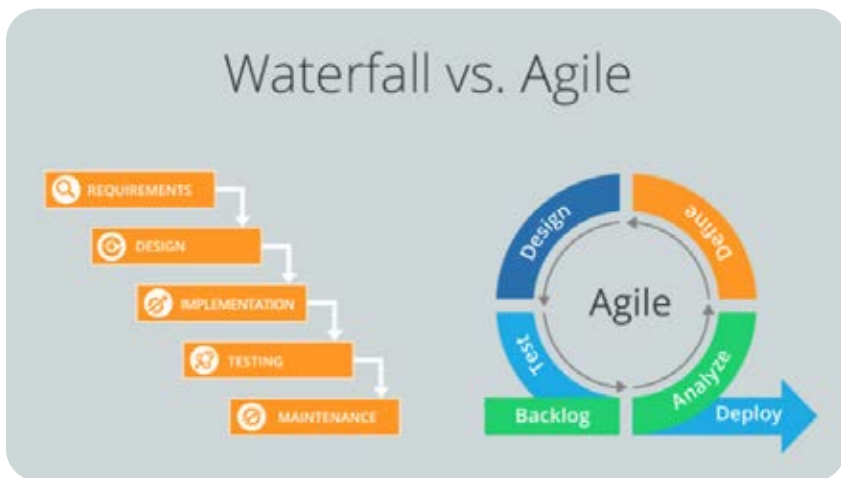 Waterfall vs. Agile
REQUIREMENTS
DESIGN
IMPLEMENTATION
TESTING
MAINTENANCE
Design
Define
Agile
Test
Analyze
Backlog
Deploy